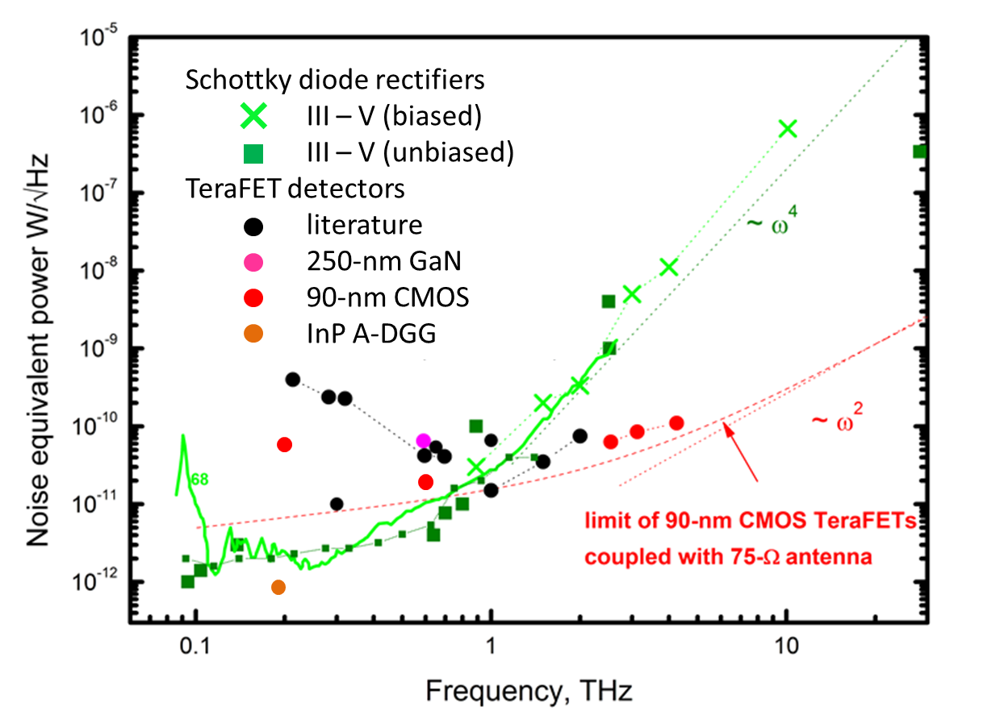 10-5
10-6
10-7
10-8
10-9
10-10
10-11
10-12
Noise equivalent power W/√Hz
Schottky diode rectifiers
III – V (biased)
III – V (unbiased)
TeraFET detectors
literature
250-nm GaN
90-nm CMOS
InP A-DGG
~ ω4
~ ω2
68
limit of 90-nm CMOS TeraFETs
coupled with 75-Ω antenna
0.1
1
10
Frequency, THz